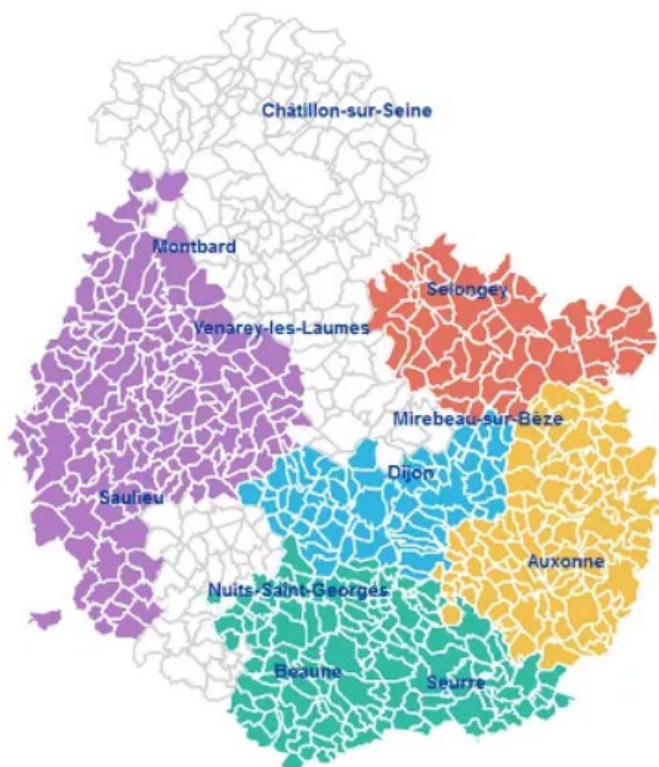 Châtillon-sur-Seine
Montbard
Selongey
Venarey-les-Laumes
Mirebeau-sur-Bèze
Dijon
Saulieu
Auxonne
Nuits-Saint-Georges
Beaune
Seurre